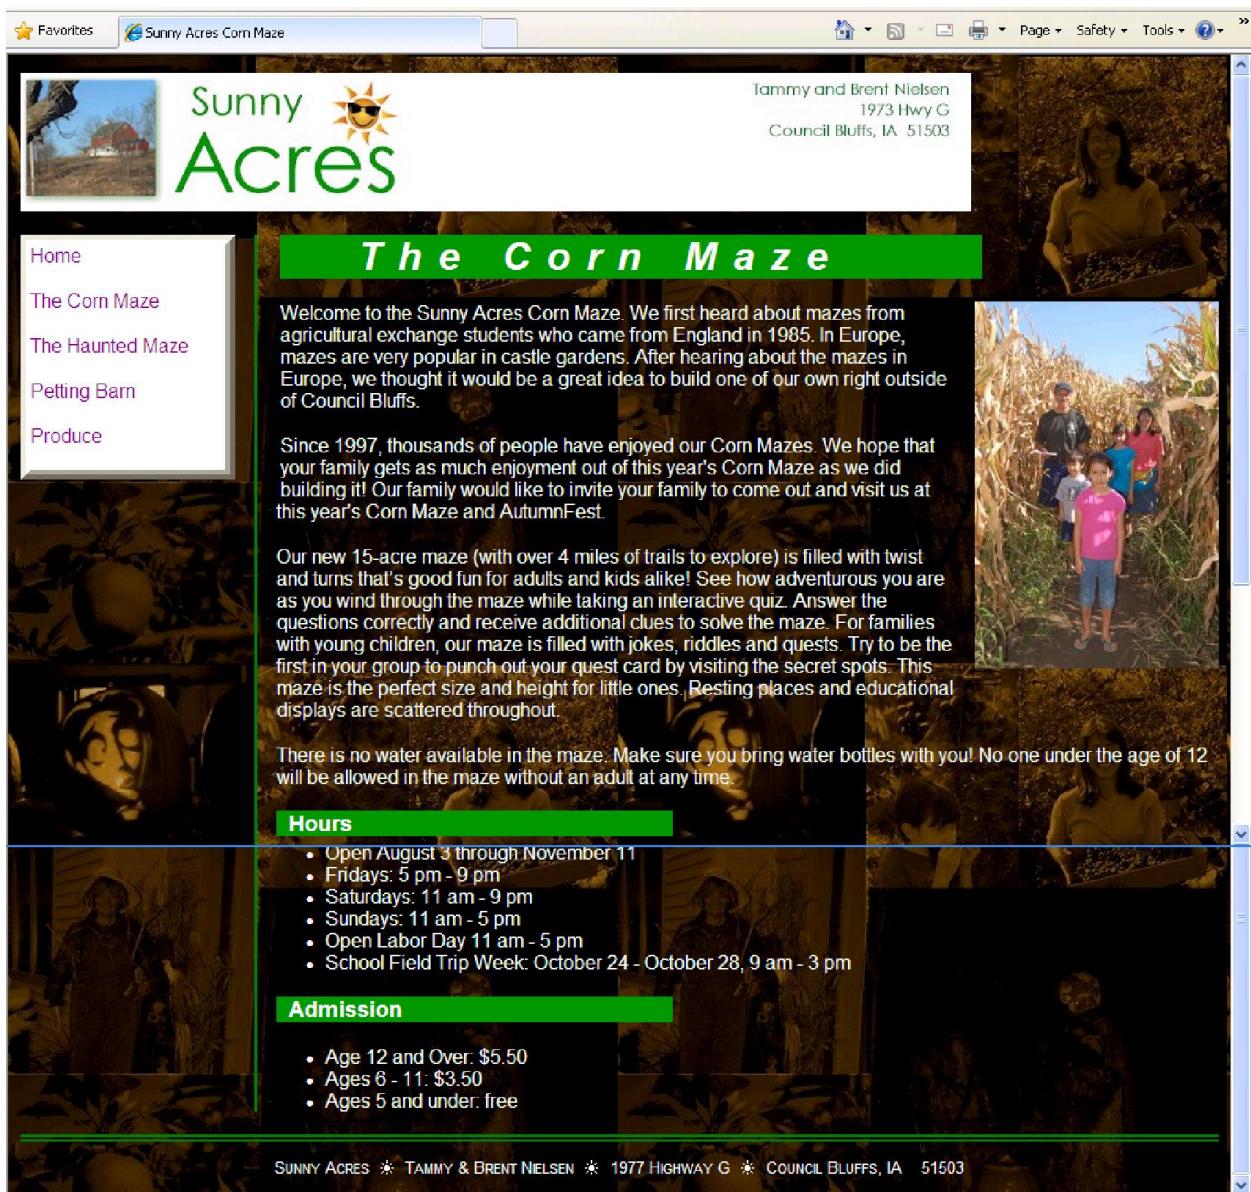 Favorites
Sunny Acres Corn Maze
Page
Safety
Tools
»
Sunny
Acres
Tammy and Brent Nielsen
1973 Hwy G
Council Bluffs, IA 51503
Home
The Corn Maze
The Haunted Maze
Petting Barn
Produce
The Corn Maze
Welcome to the Sunny Acres Corn Maze. We first heard about mazes from
agricultural exchange students who came from England in 1985. In Europe,
mazes are very popular in castle gardens. After hearing about the mazes in
Europe, we thought it would be a great idea to build one of our own right outside
of Council Bluffs.
Since 1997, thousands of people have enjoyed our Corn Mazes. We hope that
your family gets as much enjoyment out of this year's Corn Maze as we did
building it! Our family would like to invite your family to come out and visit us at
this year's Corn Maze and AutumnFest.
Our new 15-acre maze (with over 4 miles of trails to explore) is filled with twist
and turns that's good fun for adults and kids alike! See how adventurous you are
as you wind through the maze while taking an interactive quiz. Answer the
questions correctly and receive additional clues to solve the maze. For families
with young children, our maze is filled with jokes, riddles and quests. Try to be the
first in your group to punch out your quest card by visiting the secret spots. This
maze is the perfect size and height for little ones. Resting places and educational
displays are scattered throughout.
There is no water available in the maze. Make sure you bring water bottles with you! No one under the age of 12
will be allowed in the maze without an adult at any time.
Hours
• Open August 3 through November 11
• Fridays: 5 pm - 9 pm
• Saturdays: 11 am - 9 pm
• Sundays: 11 am - 5 pm
• Open Labor Day 11 am - 5 pm
• School Field Trip Week: October 24 - October 28, 9 am - 3 pm
Admission
• Age 12 and Over: $5.50
• Ages 6 - 11: $3.50
• Ages 5 and under: free
SUNNY ACRES ☀ TAMMY & BRENT NIELSEN ☀ 1977 HIGHWAY G ☀ COUNCIL BLUFFS, IA 51503